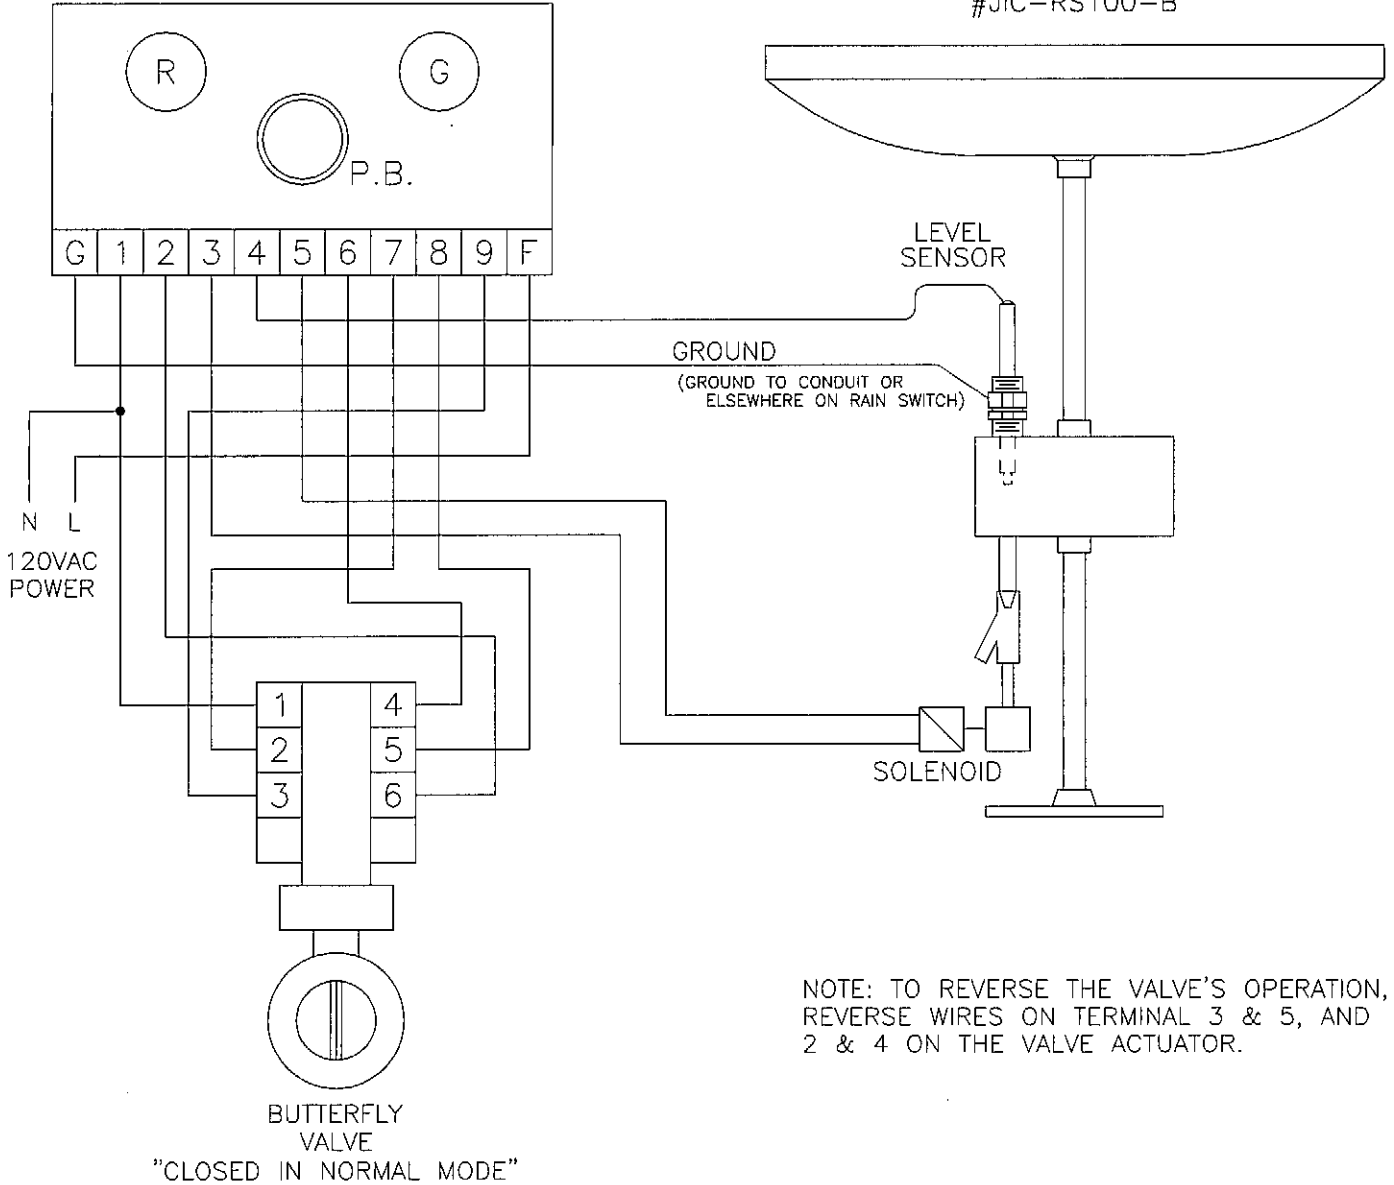 #JIC-RS100-B
R
G
P.B.
G 1 2 3 4 5 6 7 8 9 F
LEVEL
SENSOR
GROUND
(GROUND TO CONDUIT OR
ELSEWHERE ON RAIN SWITCH)
N L
120VAC
POWER
1 4
2 5
3 6
SOLENOID
NOTE: TO REVERSE THE VALVE'S OPERATION,
REVERSE WIRES ON TERMINAL 3 & 5, AND
2 & 4 ON THE VALVE ACTUATOR.
BUTTERFLY
VALVE
"CLOSED IN NORMAL MODE"